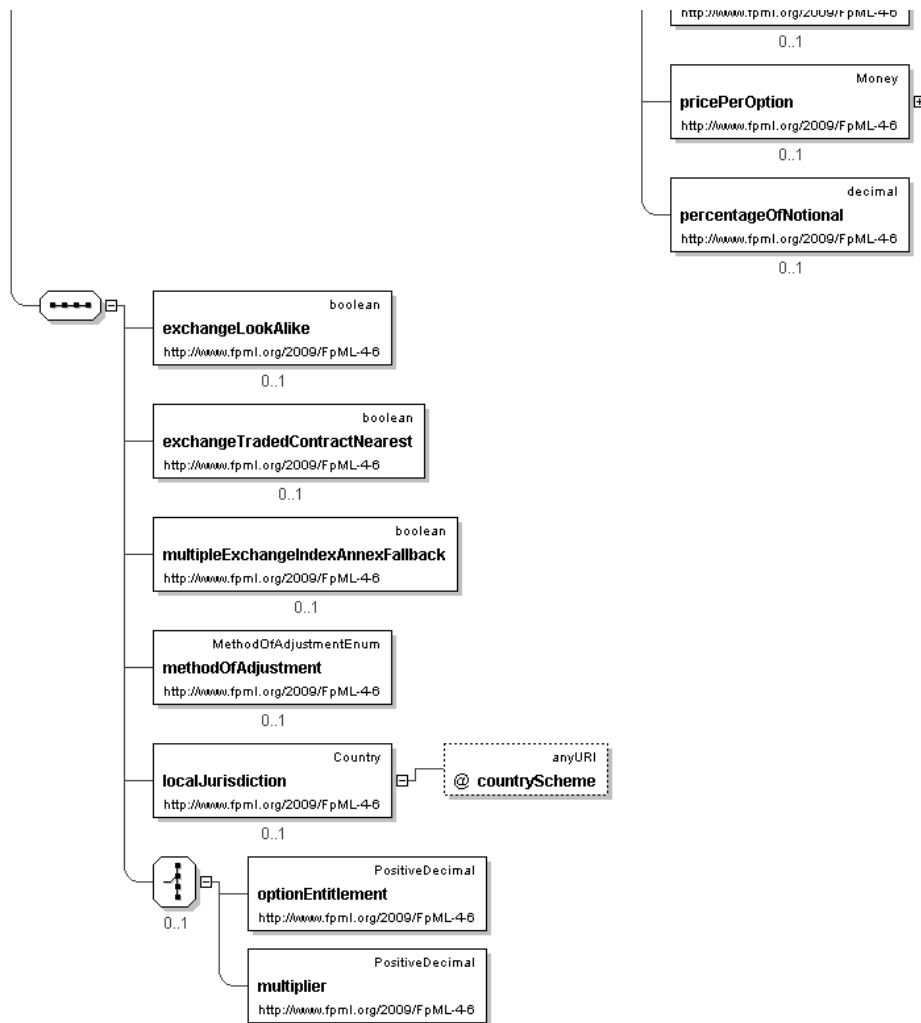 http://www.fpml.org/2009/FpML-4-6
0..1
Money
pricePerOption
http://www.fpml.org/2009/FpML-4-6
0..1
decimal
percentageOfNotional
http://www.fpml.org/2009/FpML-4-6
0..1
boolean
exchangeLookAlike
http://www.fpml.org/2009/FpML-4-6
0..1
boolean
exchangeTradedContractNearest
http://www.fpml.org/2009/FpML-4-6
0..1
boolean
multipleExchangeIndexAnnexFallback
http://www.fpml.org/2009/FpML-4-6
0..1
MethodOfAdjustmentEnum
methodOfAdjustment
http://www.fpml.org/2009/FpML-4-6
0..1
Country
localJurisdiction
http://www.fpml.org/2009/FpML-4-6
0..1
anyURI
@ countryScheme
0..1
PositiveDecimal
optionEntitlement
http://www.fpml.org/2009/FpML-4-6
PositiveDecimal
multiplier
http://www.fpml.org/2009/FpML-4-6